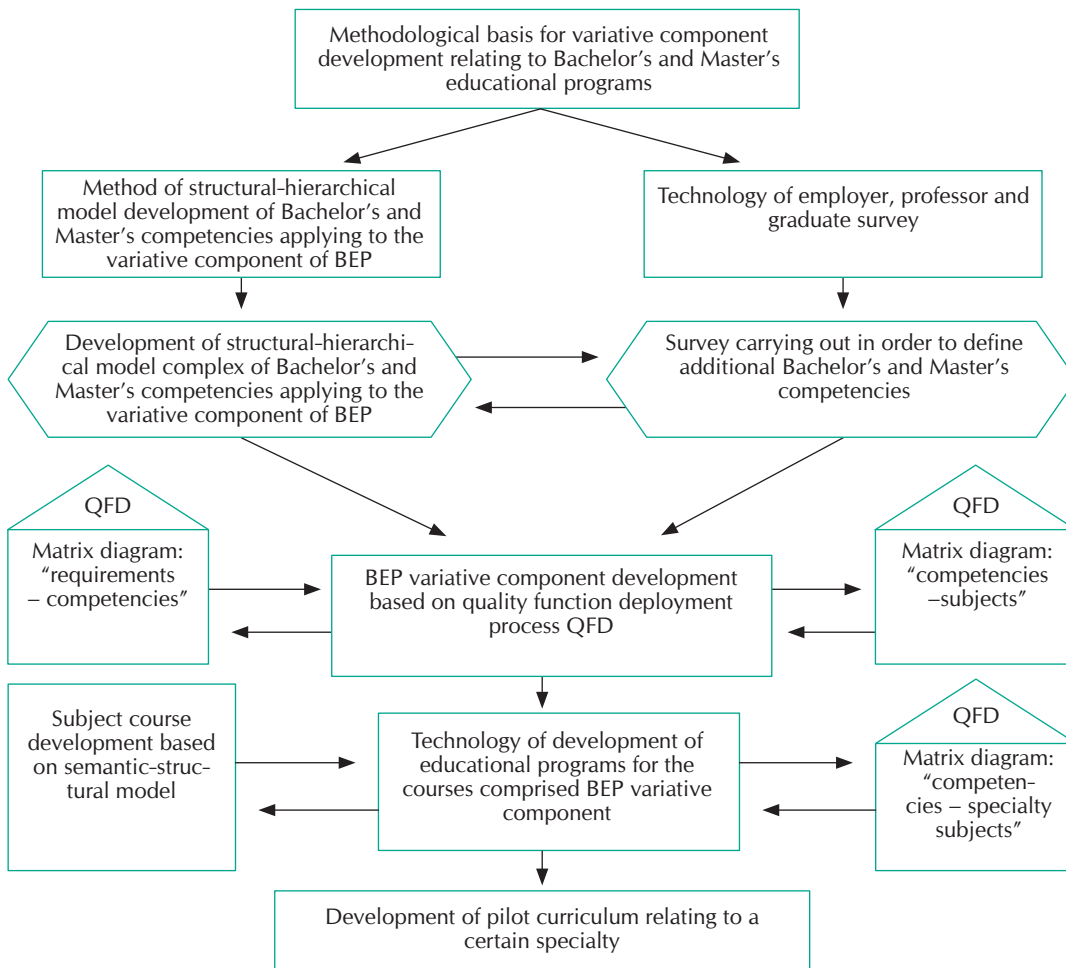 Methodological basis for variative component
development relating to Bachelor's and Master's
educational programs
Method of structural-hierarchical
model development of Bachelor's and
Master's competencies applying to the
variative component of BEP
Technology of employer, professor and
graduate survey
Development of structural-hierarchi-
cal model complex of Bachelor's and
Master's competencies applying to the
variative component of BEP
Survey carrying out in order to define
additional Bachelor's and Master's
competencies
QFD
Matrix diagram:
"requirements
– competencies"
BEP variative component development
based on quality function deployment
process QFD
QFD
Matrix diagram:
"competencies
–subjects"
Subject course
development based
on semantic-struc-
tural model
Technology of development of
educational programs for the
courses comprised BEP variative
component
QFD
Matrix diagram:
"competen-
cies – specialty
subjects"
Development of pilot curriculum relating to a
certain specialty